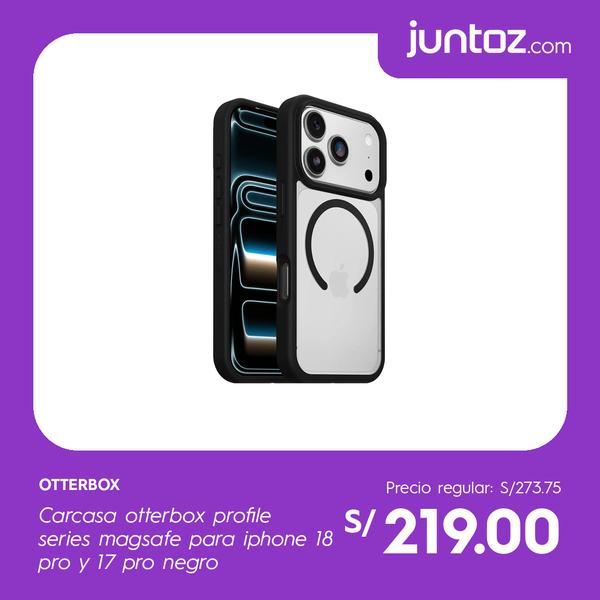 juntoz.com
OTTERBOX
Carcasa otterbox profile
series magsafe para iphone 18
pro y 17 pro negro
Precio regular: S/273.75
S/219.00